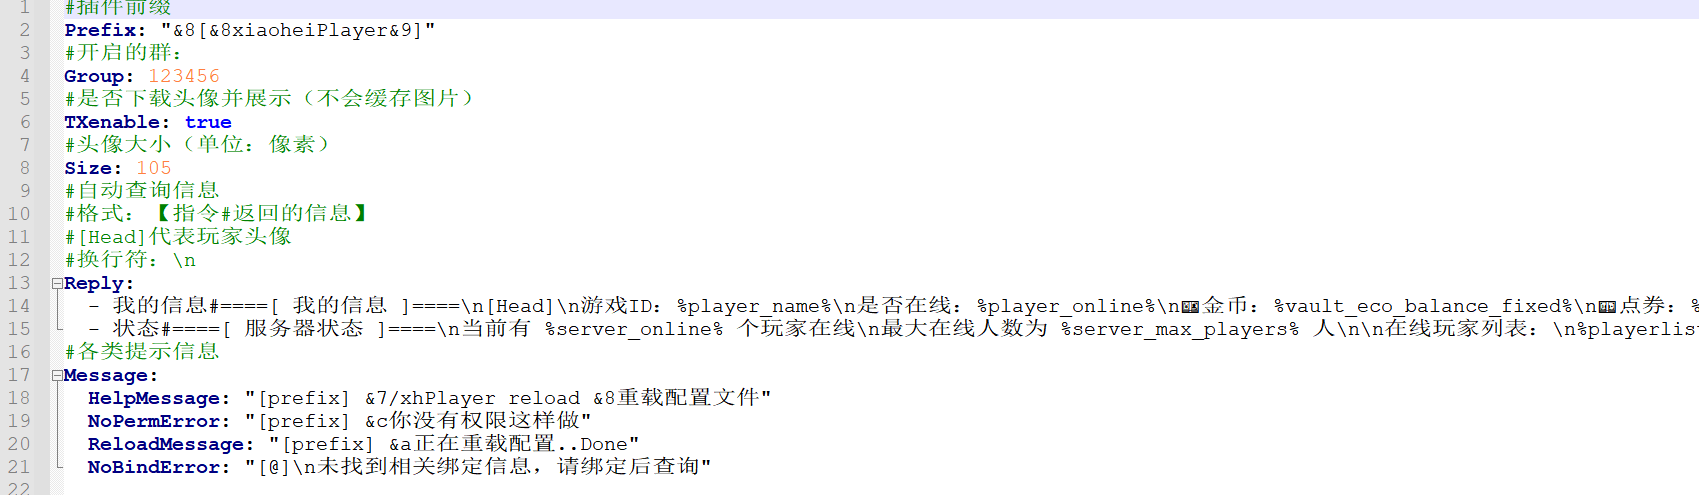 1 #插件前缀
2 Prefix: "&8[&8xiaoheiPlayer&9]"
3 #开启的群:
4 Group: 123456
5 #是否下载头像并展示（不会缓存图片）
6 TXenable: true
7 #头像大小（单位：像素）
8 Size: 105
9 #自动查询信息
10 #格式：【指令#返回的信息】
11 #[Head]代表玩家头像
12 #换行符：\n
13 Reply:
14 - 我的信息#====[ 我的信息 ]====\n[Head]\n游戏ID：%player_name%\n是否在线：%player_online%\n金币：%vault_eco_balance_fixed%\n点券：%
15 - 状态#====[ 服务器状态 ]====\n当前有 %server_online% 个玩家在线\n最大在线人数为 %server_max_players% 人\n\n在线玩家列表：\n%playerlis
16 #各类提示信息
17 Message:
18 HelpMessage: "[prefix] &7/xhPlayer reload &8重载配置文件"
19 NoPermError: "[prefix] &c你没有权限这样做"
20 ReloadMessage: "[prefix] &a正在重载配置..Done"
21 NoBindError: "[@]\n未找到相关绑定信息，请绑定后查询"
22